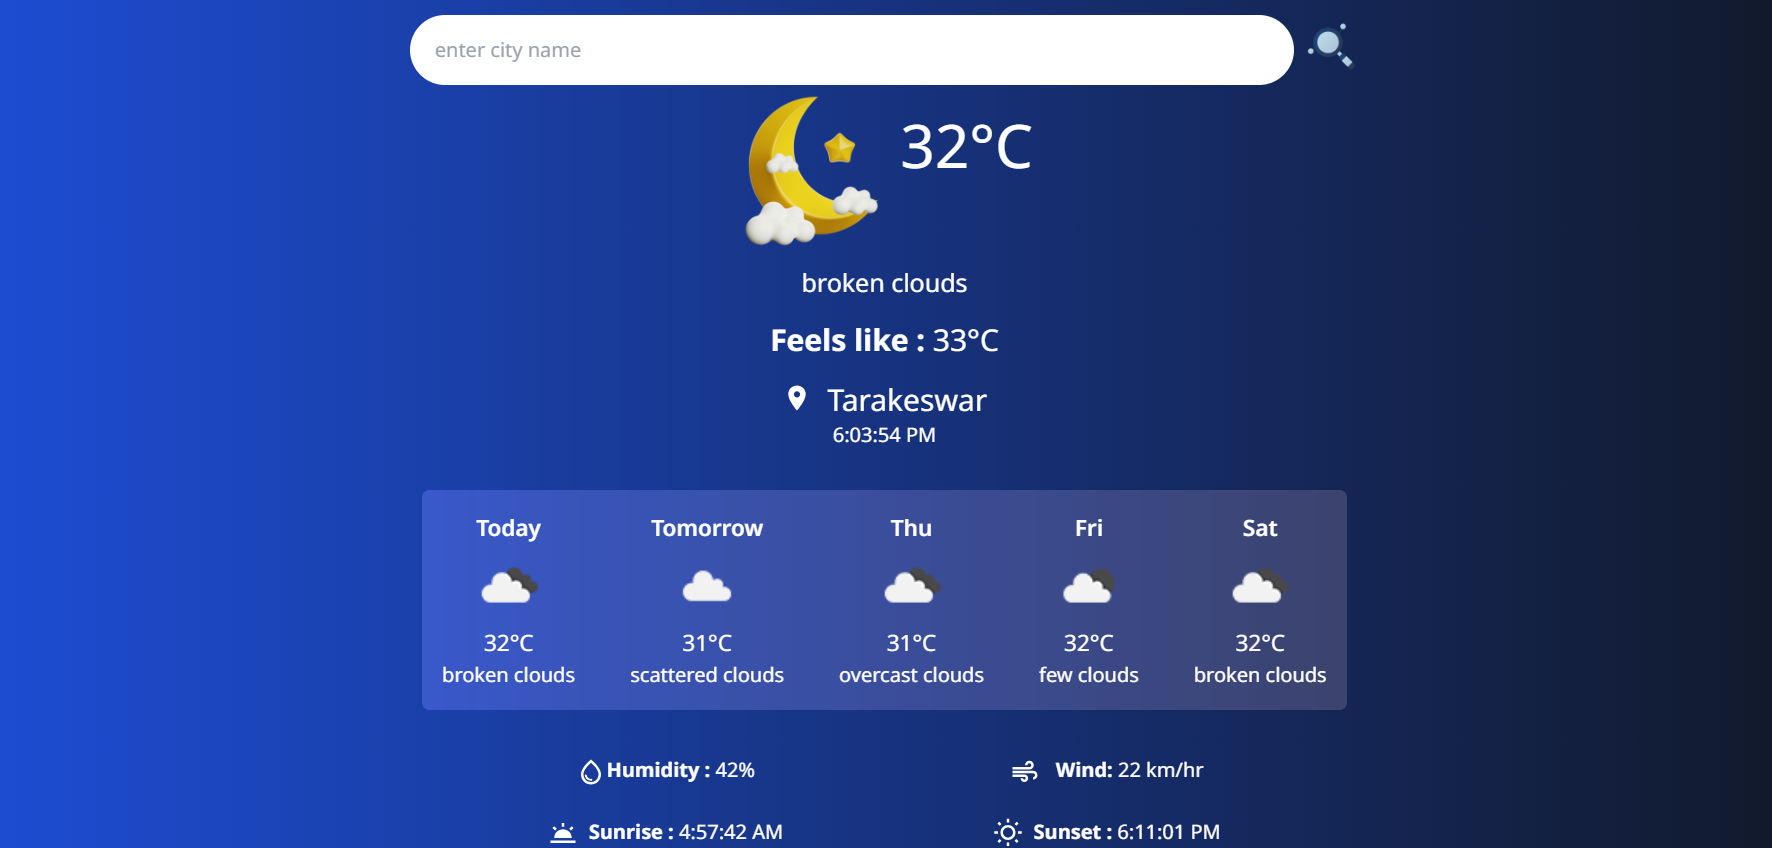 enter city name
32°C
broken clouds
Feels like : 33°C
Tarakeswar
6:03:54 PM
Today Tomorrow Thu Fri Sat
32°C 31°C 31°C 32°C 32°C
broken clouds scattered clouds overcast clouds few clouds broken clouds
Humidity : 42% Wind: 22 km/hr
Sunrise : 4:57:42 AM Sunset : 6:11:01 PM